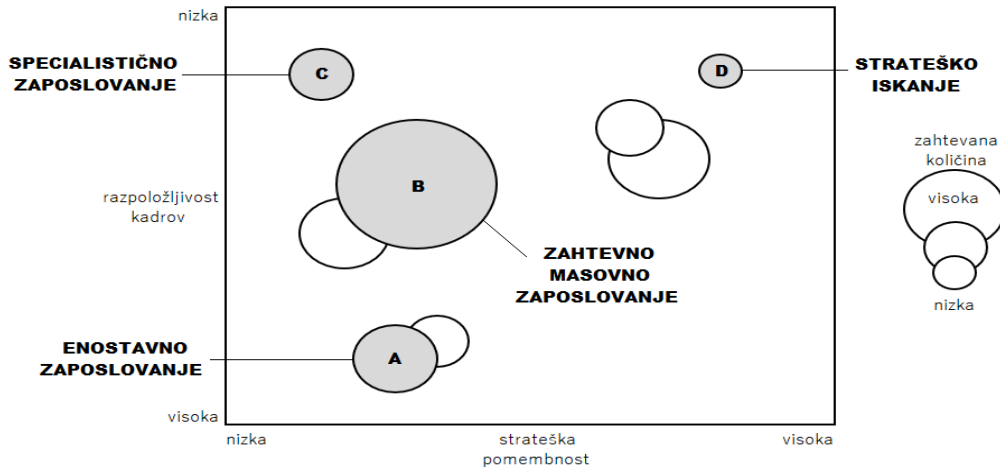 nizka
SPECIALISTIČNO
ZAPOSLOVANJE
C
D
STRATEŠKO
ISKANJE
zahtevana
količina
visoka
nizka
razpoložljivost
kadrov
B
ZAHTEVNO
MASOVNO
ZAPOSLOVANJE
ENOSTAVNO
ZAPOSLOVANJE
A
visoka
nizka
strateška
pomembnost
visoka